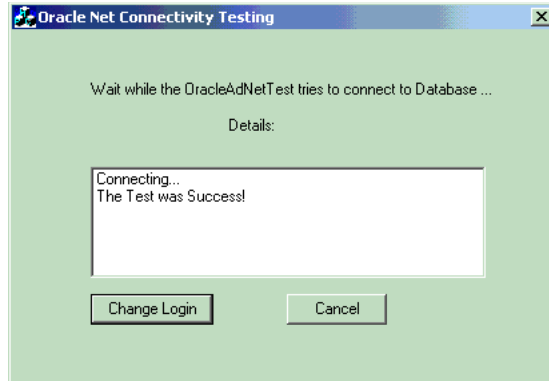 Oracle Net Connectivity Testing
Wait while the OracleAdNetTest tries to connect to Database ...
Details:
Connecting...
The Test was Success!
Change Login Cancel